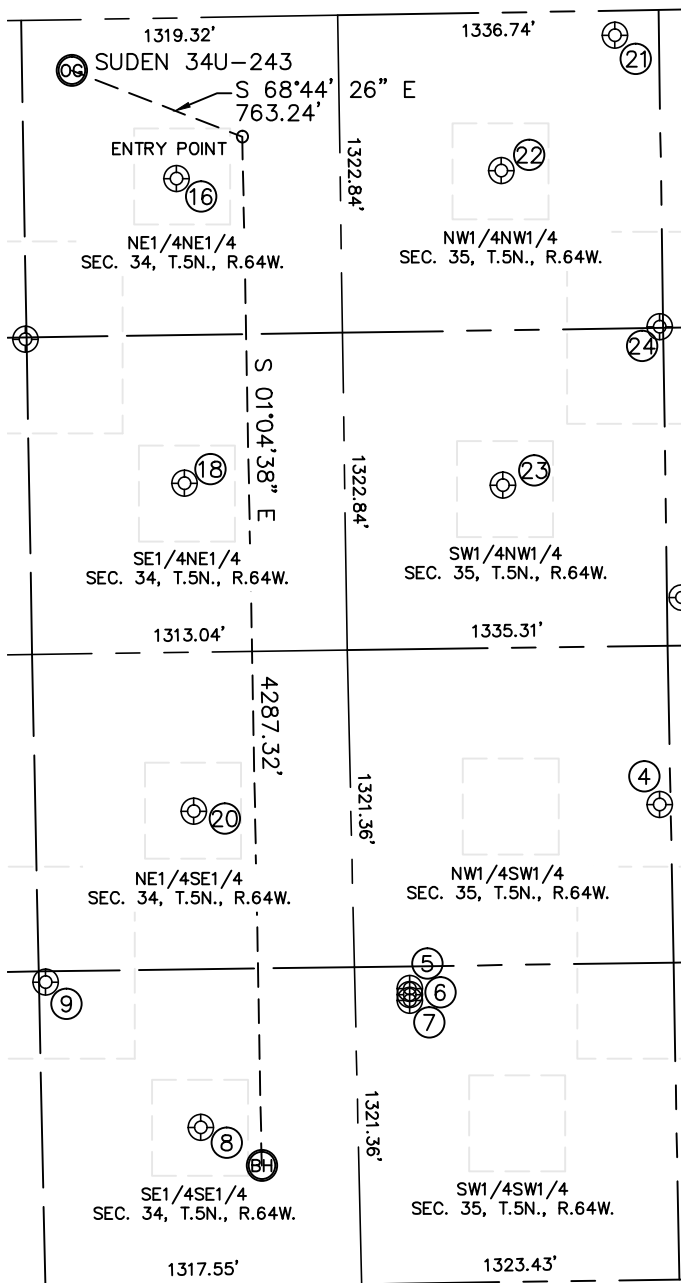 1319.32'
1336.74'
OG
SUDEN 34U-243
21
S 68°44' 26" E
763.24'
ENTRY POINT
1322.84'
22
16
NE1/4NE1/4
SEC. 34, T.5N., R.64W.
NW1/4NW1/4
SEC. 35, T.5N., R.64W.
24
S 01°04'38" E
18
1322.84'
23
SE1/4NE1/4
SEC. 34, T.5N., R.64W.
SW1/4NW1/4
SEC. 35, T.5N., R.64W.
1313.04'
1335.31'
4287.32'
4
1321.36'
20
NE1/4SE1/4
SEC. 34, T.5N., R.64W.
NW1/4SW1/4
SEC. 35, T.5N., R.64W.
5
6
9
7
1321.36'
8
BH
SE1/4SE1/4
SEC. 34, T.5N., R.64W.
SW1/4SW1/4
SEC. 35, T.5N., R.64W.
1317.55'
1323.43'